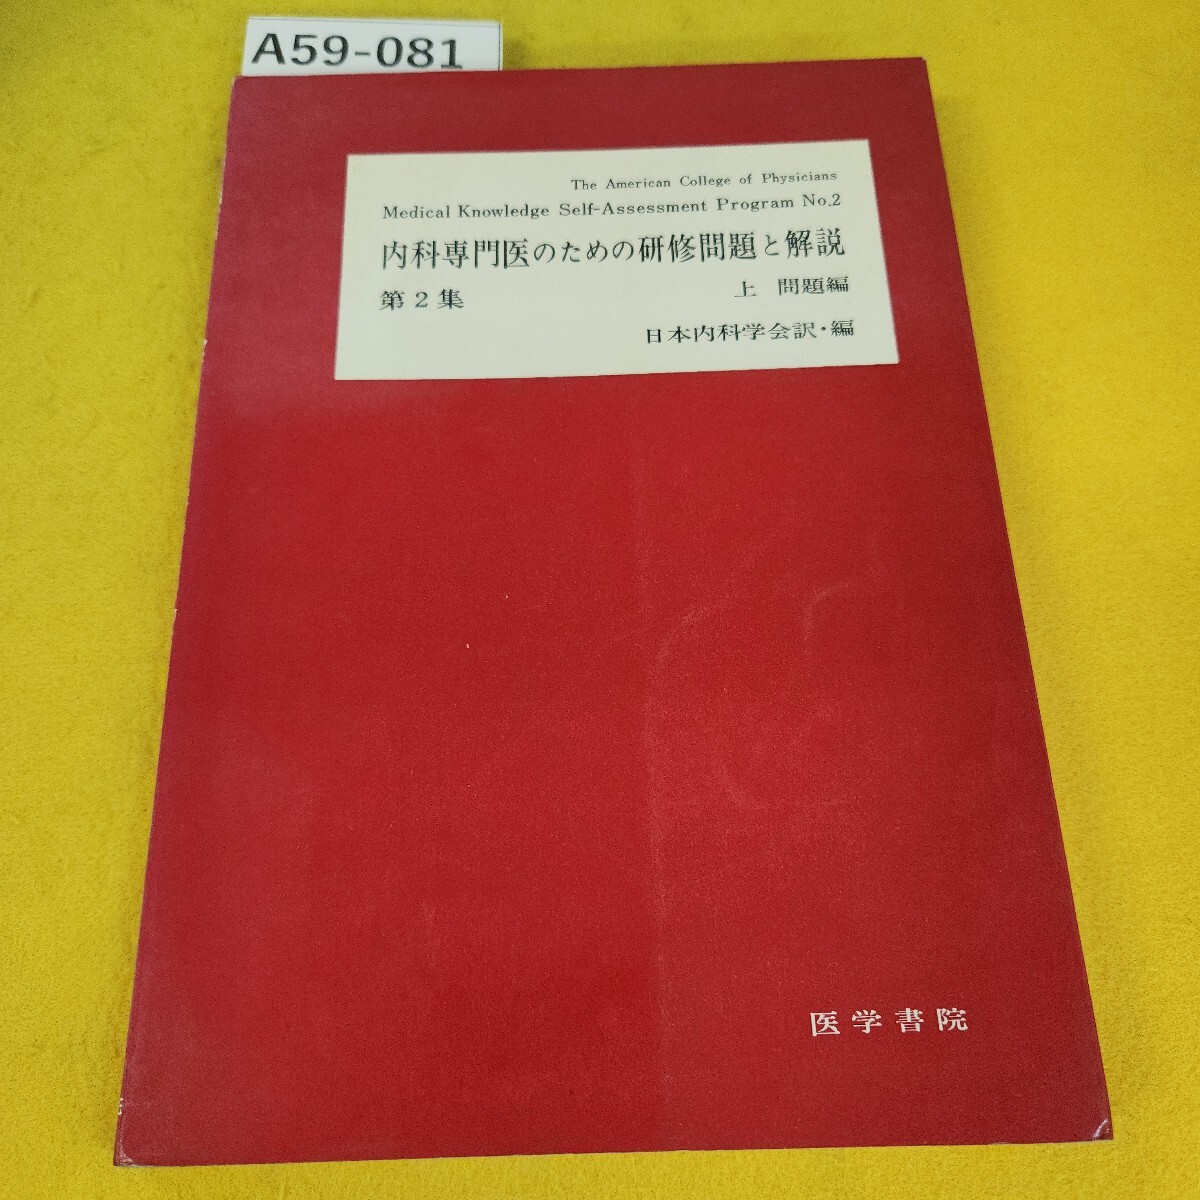 A59-081
The American College of Physicians
Medical Knowledge Self-Assessment Program No.2
内科専門医のための研修問題と解説
第2集
上 問題編
日本内科学会訳・編
医学書院